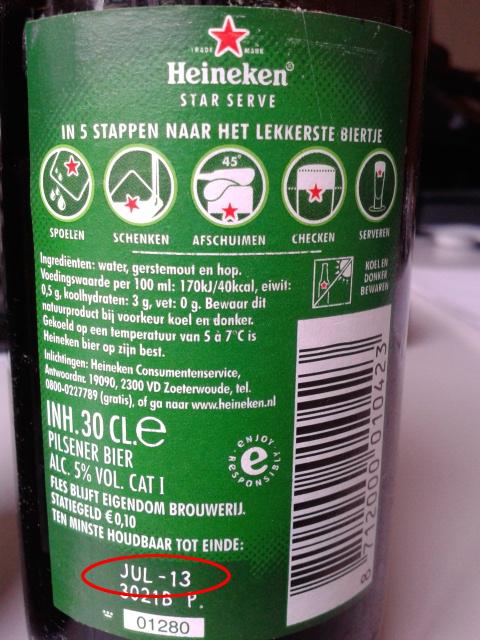 TRADE MARK
Heineken®
STAR SERVE
IN 5 STAPPEN NAAR HET LEKKERSTE BIERTJE
45°
SPOELEN
SCHENKEN
AFSCHUIMEN
CHECKEN
SERVEREN
Ingrediënten: water, gerstemout en hop.
Voedingswaarde per 100 ml: 170kJ/40kcal, eiwit:
0,5 g, koolhydraten: 3 g, vet: 0 g. Bewaar dit
natuurproduct bij voorkeur koel en donker.
Gekoeld op een temperatuur van 5 à 7°C is
Heineken bier op zijn best.
KOEL EN
DONKER
BEWAREN
Inlichtingen: Heineken Consumentenservice,
Antwoordnr. 19090, 2300 VD Zoeterwoude, tel.
0800-0227789 (gratis), of ga naar www.heineken.nl
INH. 30 CL.e
PILSENER BIER
ALC. 5% VOL. CAT I
FLES BLIJFT EIGENDOM BROUWERIJ.
STATIEGELD €0,10
TEN MINSTE HOUDBAAR TOT EINDE:
ENJOY
e
RESPONSIBLY
8 712000 010423
JUL-13
3021B P.
01280